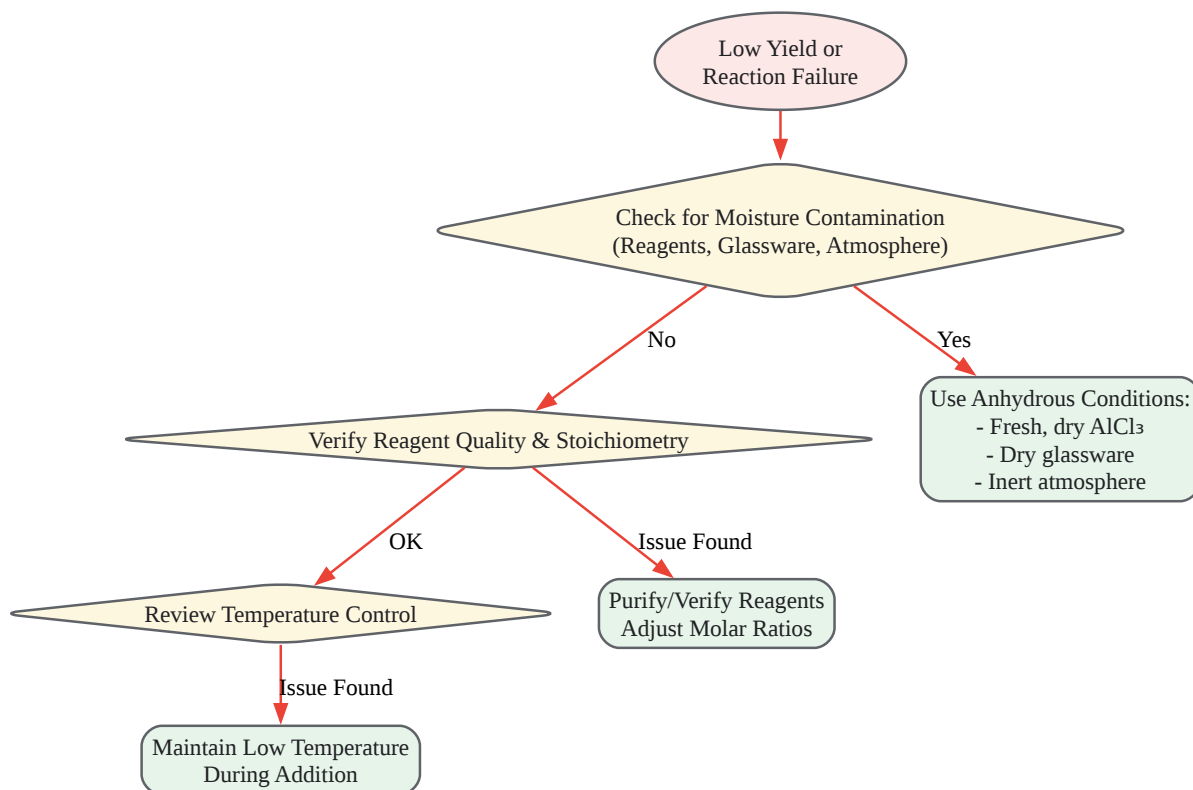 Low Yield or
Reaction Failure
Check for Moisture Contamination
(Reagents, Glassware, Atmosphere)
No
Yes
Use Anhydrous Conditions:
- Fresh, dry AlCl₃
- Dry glassware
- Inert atmosphere
Verify Reagent Quality & Stoichiometry
OK
Issue Found
Purify/Verify Reagents
Adjust Molar Ratios
Review Temperature Control
Issue Found
Maintain Low Temperature
During Addition